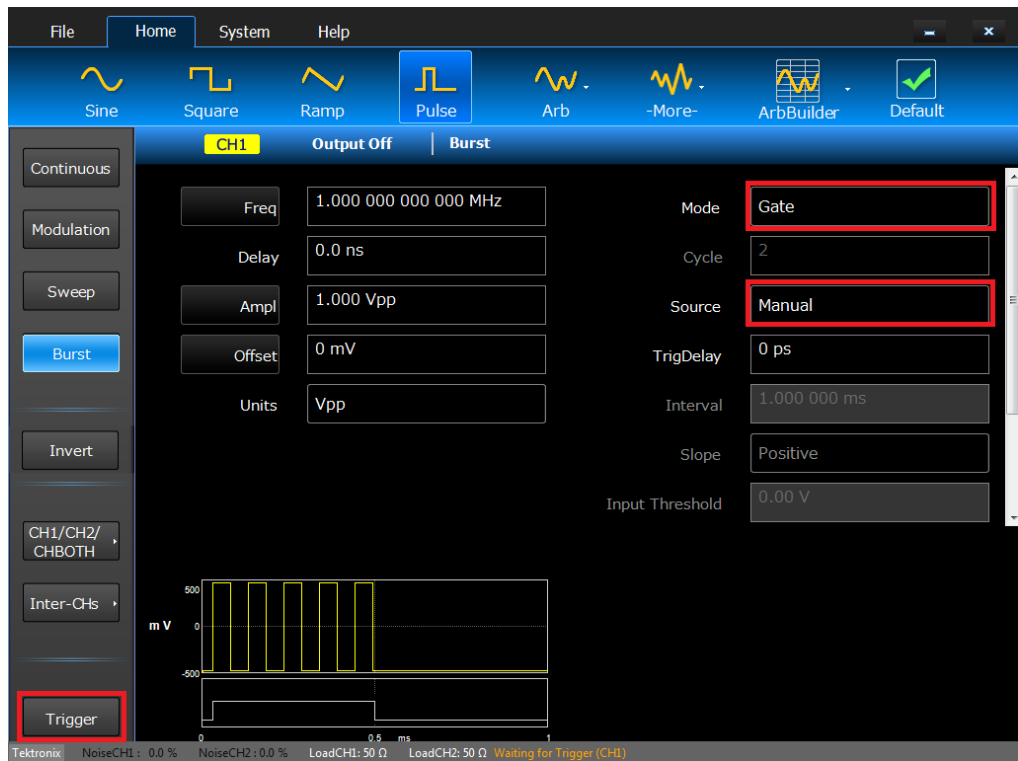 File Home System Help
Sine Square Ramp Pulse Arb -More- ArbBuilder Default
CH1 Output Off Burst
Continuous
Modulation
Sweep
Burst
Invert
CH1/CH2/
CHBOTH
Inter-CHs
Trigger
Freq 1.000 000 000 000 MHz
Delay 0.0 ns
Ampl 1.000 Vpp
Offset 0 mV
Units Vpp
Mode Gate
Cycle 2
Source Manual
TrigDelay 0 ps
Interval 1.000 000 ms
Slope Positive
Input Threshold 0.00 V
500
m V 0
-500
0 0.5 ms 1
Tektronix NoiseCH1 : 0.0 % NoiseCH2 : 0.0 % LoadCH1: 50 Ω LoadCH2: 50 Ω Waiting for Trigger (CH1)